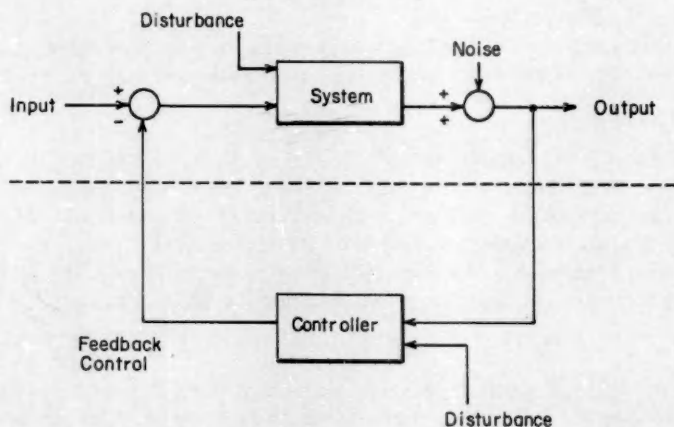 Disturbance
Noise
Input
+
−
System
+
+
Output
Feedback
Control
Controller
Disturbance